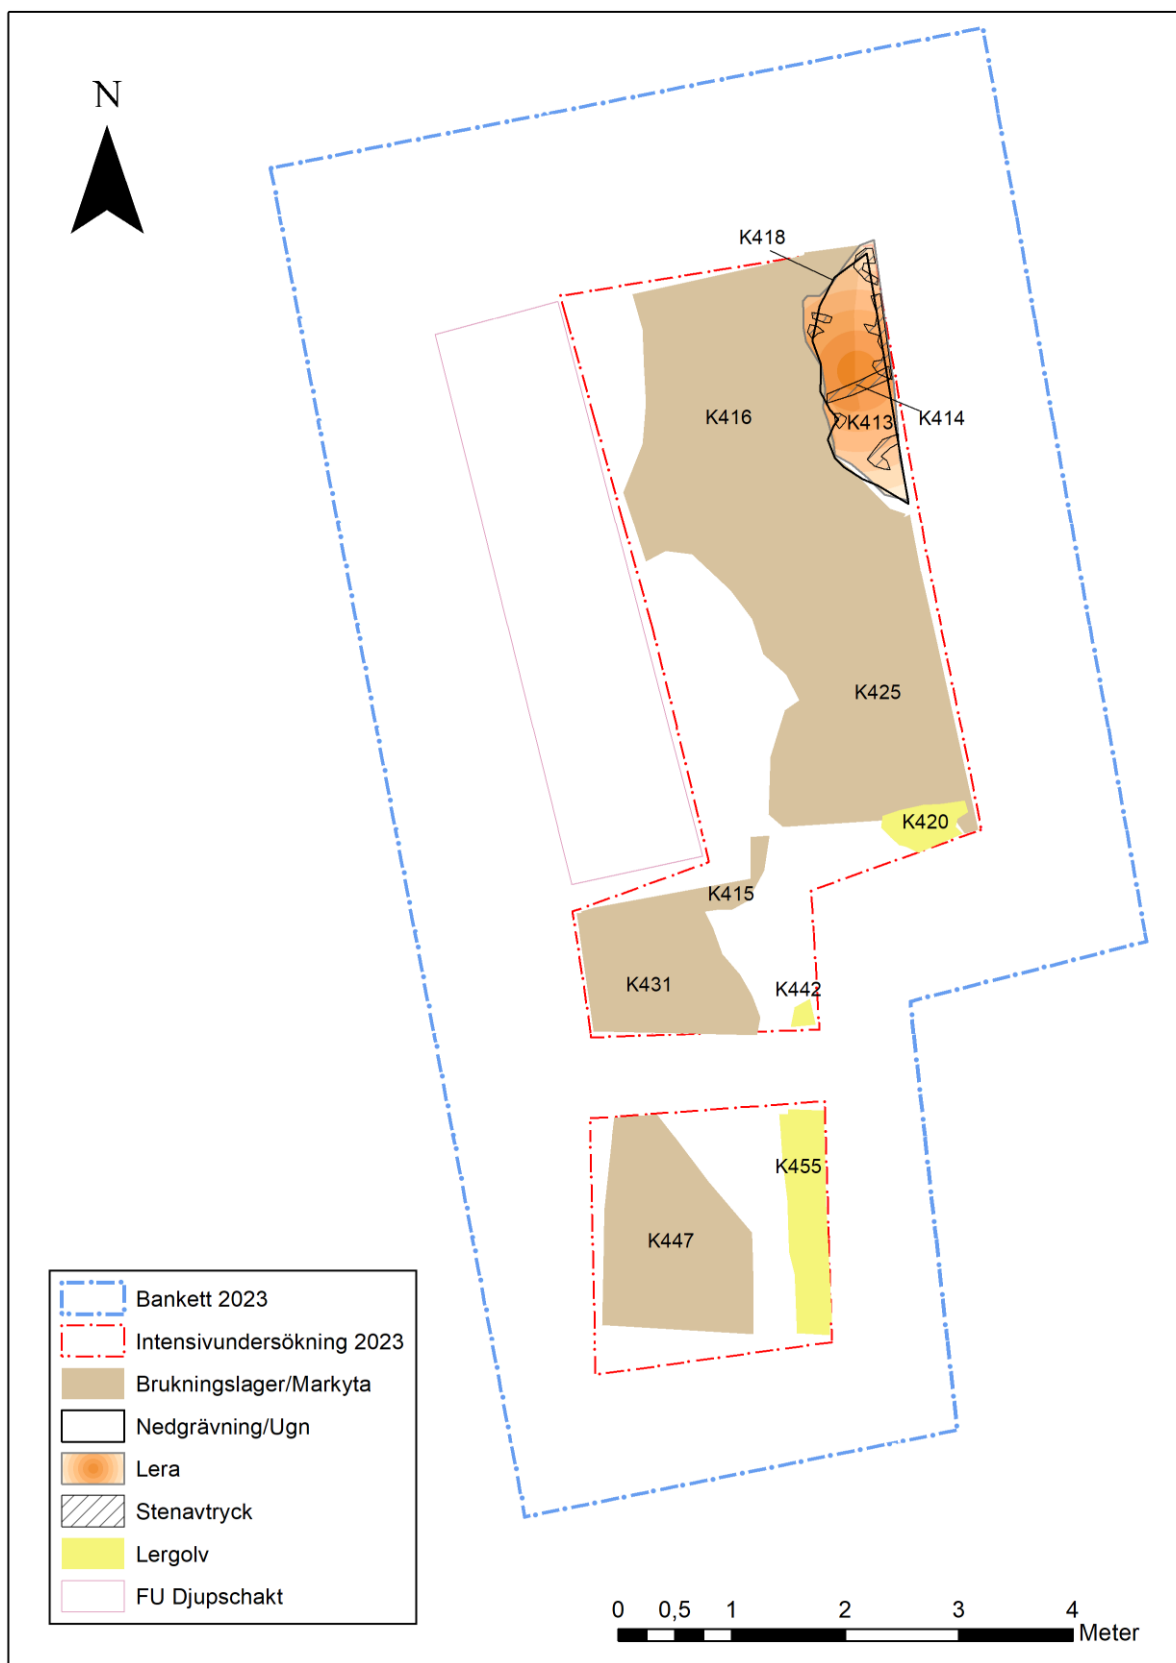 N
K418
K416
K413
K414
K425
K420
K415
K431
K442
K455
K447
Bankett 2023
Intensivundersökning 2023
Brukningslager/Markyta
Nedgrävning/Ugn
Lera
Stenavtryck
Lergolv
FU Djupschakt
0 0,5 1 2 3 4
Meter